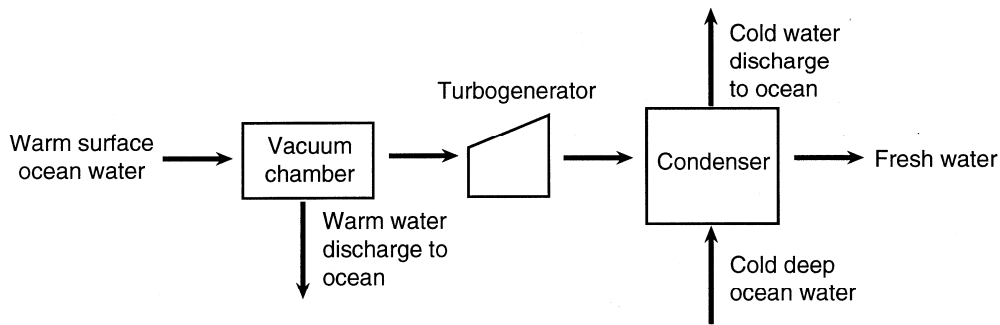 Warm surface
ocean water
Vacuum
chamber
Warm water
discharge to
ocean
Turbogenerator
Condenser
Cold water
discharge
to ocean
Fresh water
Cold deep
ocean water